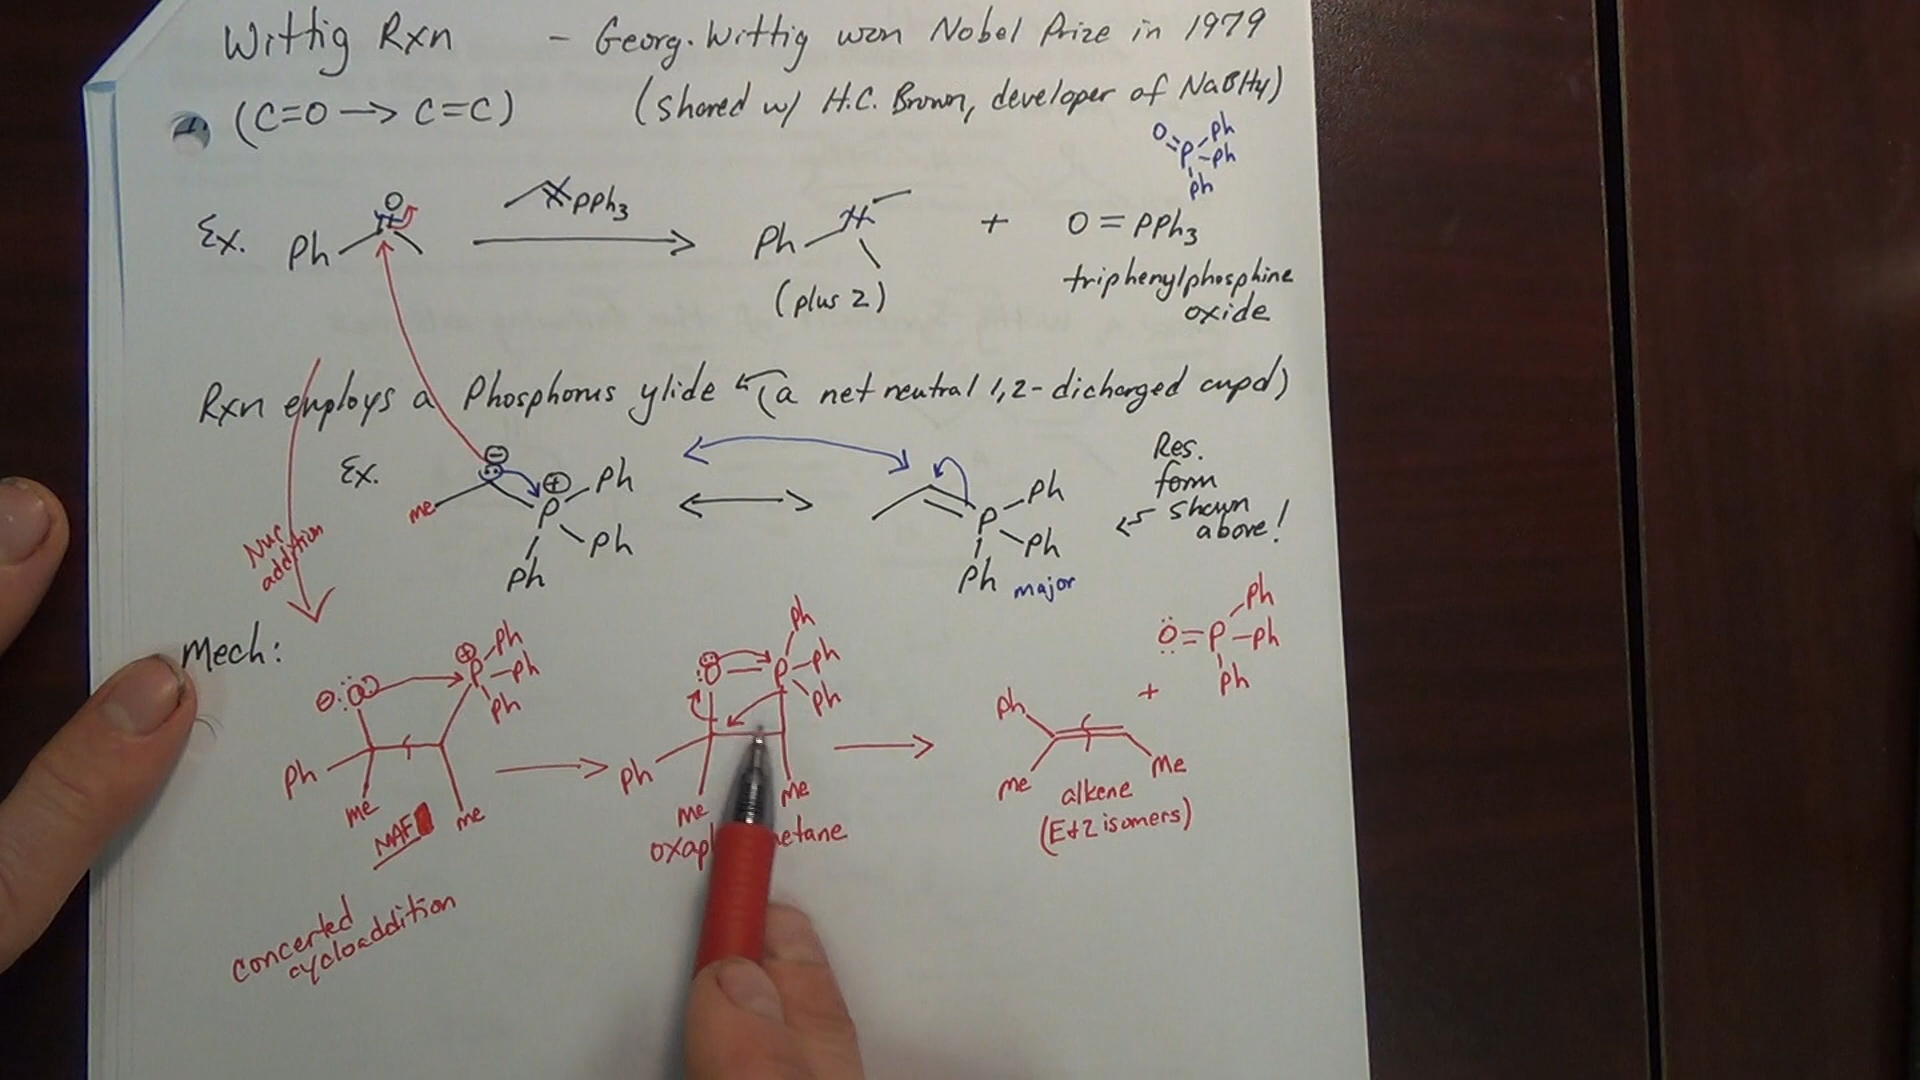 Wittig Rxn - Georg. Wittig won Nobel Prize in 1979
(C=O → C=C) (shared w/ H.C. Brown, developer of NaBH4)
O=P-Ph
Ph
Ph
Ex. Ph O PPh3 Ph + O = PPh3
(plus Z) triphenylphosphine
oxide
Rxn employs a Phosphorus ylide ← (a net neutral 1,2-dicharged cmpd)
Ex. Me ⊖ P ⊕ Ph Ph Ph ↔ P Ph Ph Ph major
Res.
form
shown
above!
Nuc
addition
Mech:
⊖ O P ⊕ Ph Ph Ph
Ph Me Me
NAF
O = P Ph Ph Ph
Ph Me Me
Ph Me Me + O=P Ph Ph Ph
alkene
(E+Z isomers)
concerted
cycloaddition